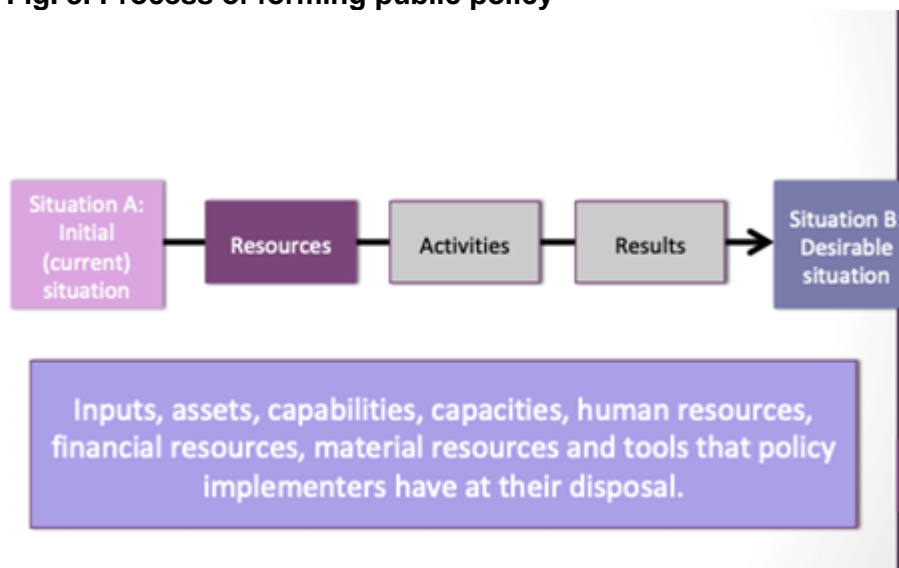 Fig. 3. Process of forming public policy
Situation A:
Initial
(current)
situation
Resources
Activities
Results
Situation B:
Desirable
situation
Inputs, assets, capabilities, capacities, human resources,
financial resources, material resources and tools that policy
implementers have at their disposal.